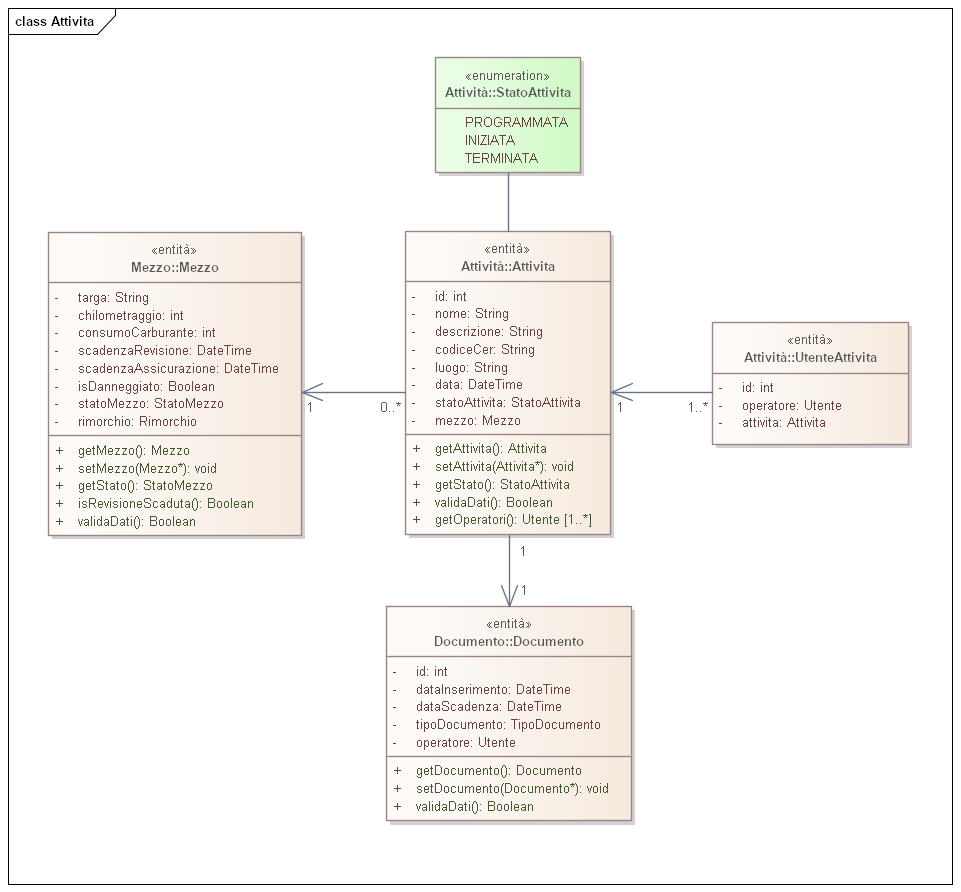 class Attivita
«enumeration»
Attività::StatoAttivita
PROGRAMMATA
INIZIATA
TERMINATA
«entità»
Mezzo::Mezzo
- targa: String
- chilometraggio: int
- consumoCarburante: int
- scadenzaRevisione: DateTime
- scadenzaAssicurazione: DateTime
- isDanneggiato: Boolean
- statoMezzo: StatoMezzo
- rimorchio: Rimorchio
+ getMezzo(): Mezzo
+ setMezzo(Mezzo*): void
+ getStato(): StatoMezzo
+ isRevisioneScaduta(): Boolean
+ validaDati(): Boolean
1
0..*
«entità»
Attività::Attivita
- id: int
- nome: String
- descrizione: String
- codiceCer: String
- luogo: String
- data: DateTime
- statoAttivita: StatoAttivita
- mezzo: Mezzo
+ getAttivita(): Attivita
+ setAttivita(Attivita*): void
+ getStato(): StatoAttivita
+ validaDati(): Boolean
+ getOperatori(): Utente [1..*]
1
1..*
«entità»
Attività::UtenteAttivita
- id: int
- operatore: Utente
- attivita: Attivita
1
1
«entità»
Documento::Documento
- id: int
- dataInserimento: DateTime
- dataScadenza: DateTime
- tipoDocumento: TipoDocumento
- operatore: Utente
+ getDocumento(): Documento
+ setDocumento(Documento*): void
+ validaDati(): Boolean